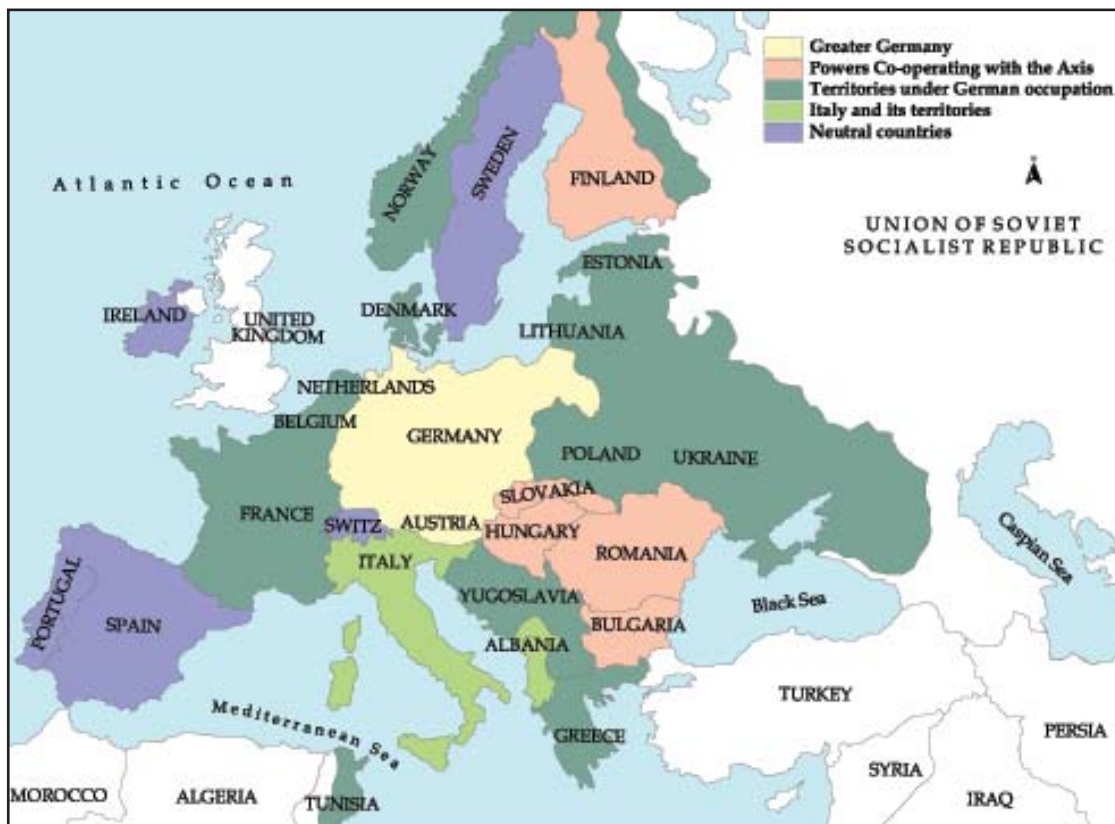 Greater Germany
Powers Co-operating with the Axis
Territories under German occupation
Italy and its territories
Neutral countries
Atlantic Ocean
NORWAY
SWEDEN
FINLAND
UNION OF SOVIET
SOCIALIST REPUBLIC
ESTONIA
IRELAND
UNITED
KINGDOM
DENMARK
LITHUANIA
NETHERLANDS
BELGIUM
GERMANY
POLAND
UKRAINE
SLOVAKIA
FRANCE
SWITZ
AUSTRIA
HUNGARY
ITALY
ROMANIA
Caspian Sea
PORTUGAL
SPAIN
YUGOSLAVIA
Black Sea
BULGARIA
ALBANIA
Mediterranean Sea
GREECE
TURKEY
PERSIA
SYRIA
IRAQ
MOROCCO
ALGERIA
TUNISIA